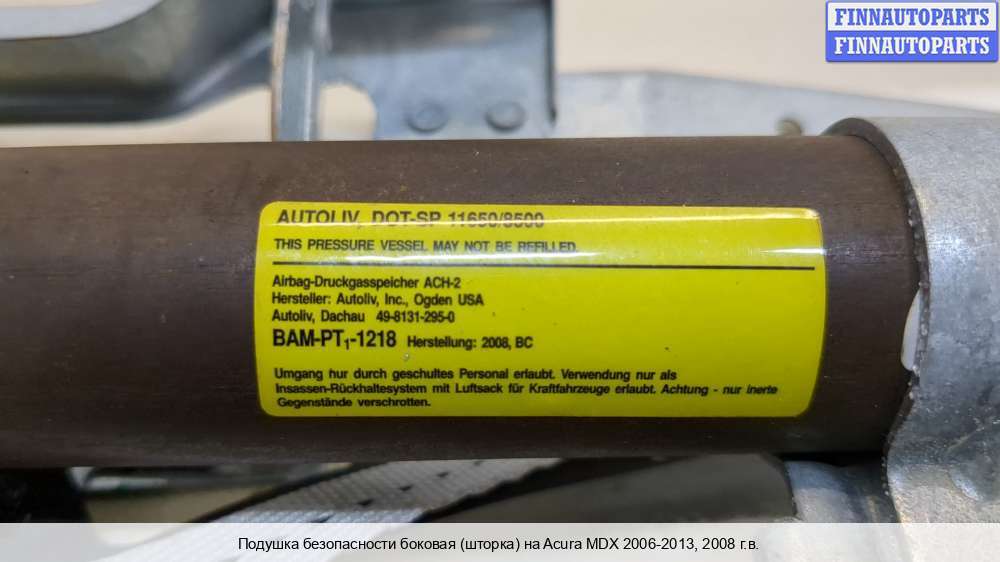 FINNAUTOPARTS
FINNAUTOPARTS
AUTOLIV, DOT-SP 11650/8500
THIS PRESSURE VESSEL MAY NOT BE REFILLED.
Airbag-Druckgasspeicher ACH-2
Hersteller: Autoliv, Inc., Ogden USA
Autoliv, Dachau 49-8131-295-0
BAM-PT₁-1218 Herstellung: 2008, BC
Umgang nur durch geschultes Personal erlaubt. Verwendung nur als
Insassen-Rückhaltesystem mit Luftsack für Kraftfahrzeuge erlaubt. Achtung - nur inerte
Gegenstände verschrotten.
Подушка безопасности боковая (шторка) на Acura MDX 2006-2013, 2008 г.в.